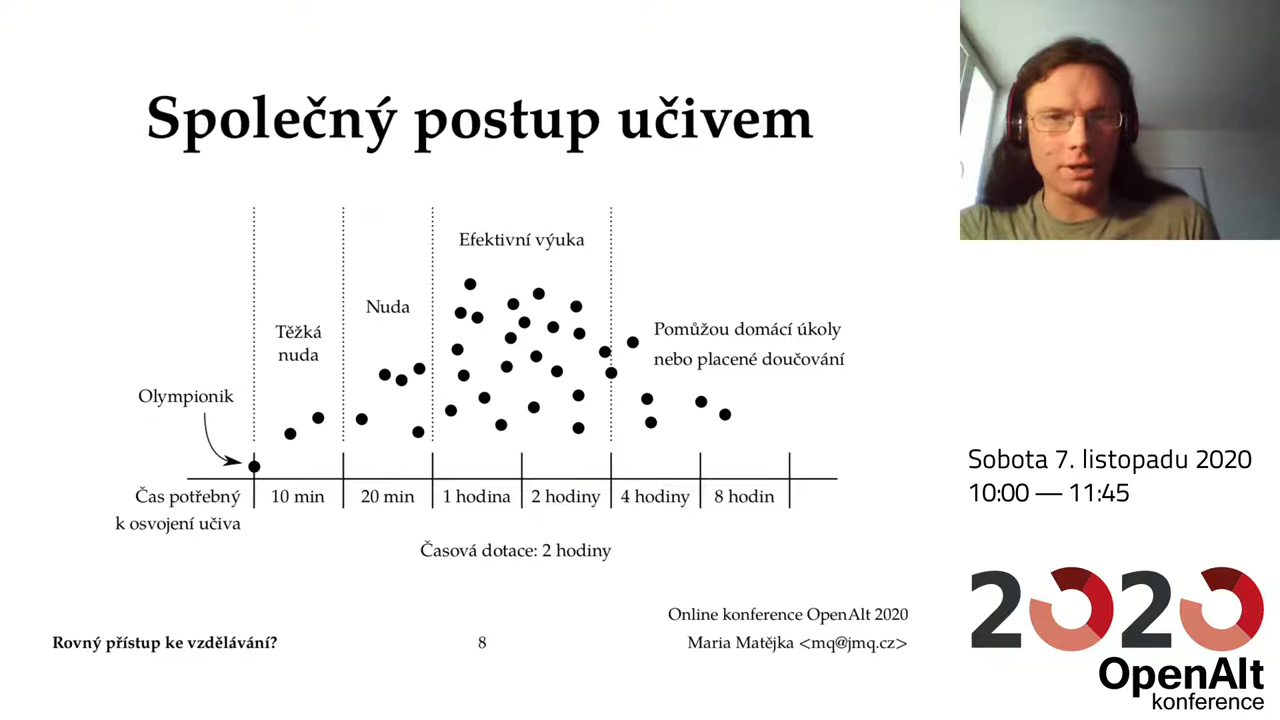 Společný postup učivem
Efektivní výuka
Nuda
Těžká
nuda
Pomůžou domácí úkoly
nebo placené doučování
Olympionik
Čas potřebný
k osvojení učiva
10 min
20 min
1 hodina
2 hodiny
4 hodiny
8 hodin
Časová dotace: 2 hodiny
Online konference OpenAlt 2020
Rovný přístup ke vzdělávání?
8
Maria Matějka <mq@jmq.cz>
Sobota 7. listopadu 2020
10:00 — 11:45
2020
OpenAlt
konference